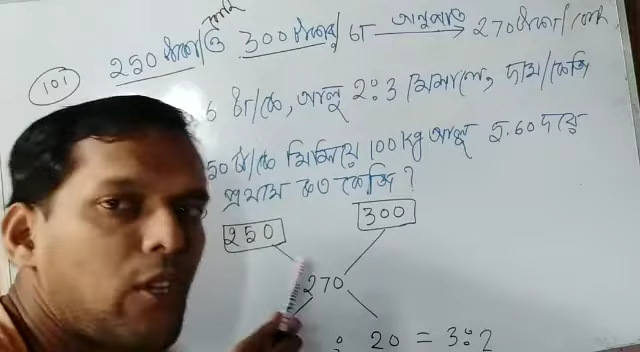 101
250 টাকা/ও 300 টাকা/ চা অনুপাত 270 টাকা/
6 টা/কে, আলু 2:3 মিশালে, দাম/কেজি
50 টা/কে মিশিয়ে 100 kg আলু 5.60 দরে
প্রথমে কত কেজি?
250 300
270
: 20 = 3:2